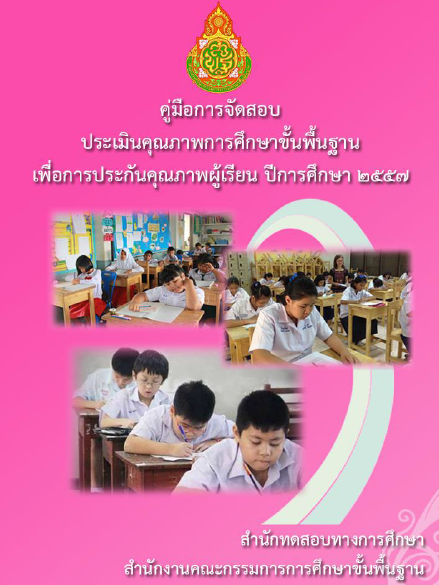 คู่มือการจัดสอบ
ประเมินคุณภาพการศึกษาขั้นพื้นฐาน
เพื่อการประกันคุณภาพผู้เรียน ปีการศึกษา ๒๕๕๗
สำนักทดสอบทางการศึกษา
สำนักงานคณะกรรมการการศึกษาขั้นพื้นฐาน